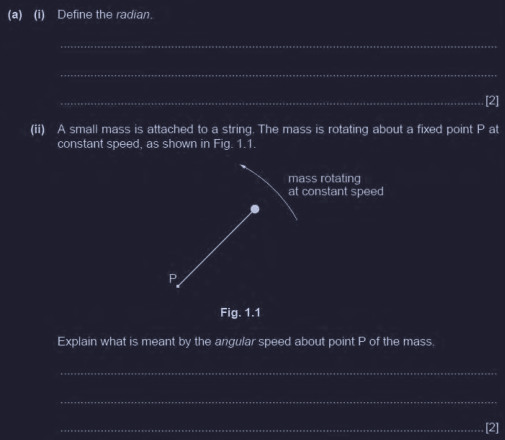 (a) (i) Define the radian.
[2]
(ii) A small mass is attached to a string. The mass is rotating about a fixed point P at
constant speed, as shown in Fig. 1.1.
mass rotating
at constant speed
P
Fig. 1.1
Explain what is meant by the angular speed about point P of the mass.
[2]